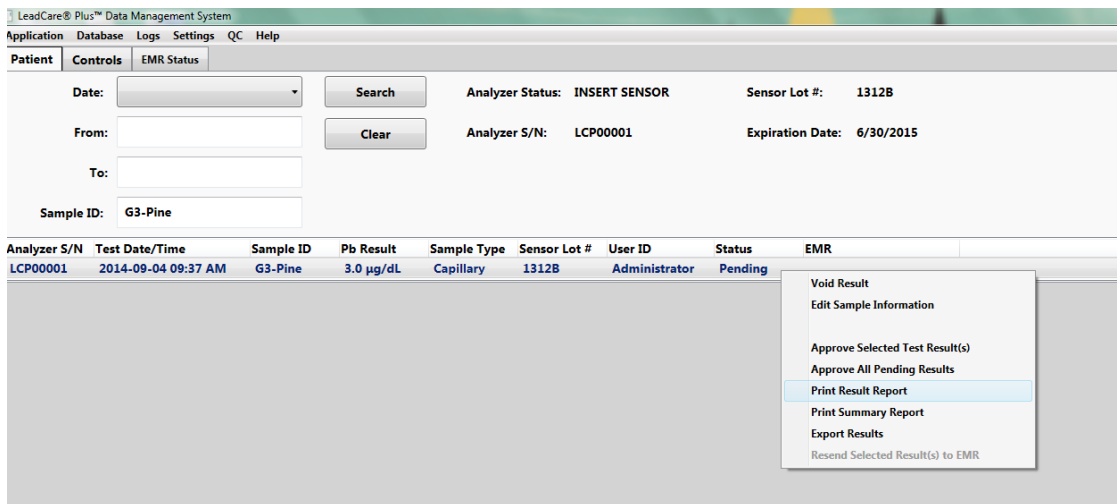 LeadCare® Plus™ Data Management System
Application Database Logs Settings QC Help
Patient Controls EMR Status
Date: Search Analyzer Status: INSERT SENSOR Sensor Lot #: 1312B
From: Clear Analyzer S/N: LCP00001 Expiration Date: 6/30/2015
To:
Sample ID: G3-Pine
Analyzer S/N Test Date/Time Sample ID Pb Result Sample Type Sensor Lot # User ID Status EMR
LCP00001 2014-09-04 09:37 AM G3-Pine 3.0 µg/dL Capillary 1312B Administrator Pending
Void Result
Edit Sample Information
Approve Selected Test Result(s)
Approve All Pending Results
Print Result Report
Print Summary Report
Export Results
Resend Selected Result(s) to EMR